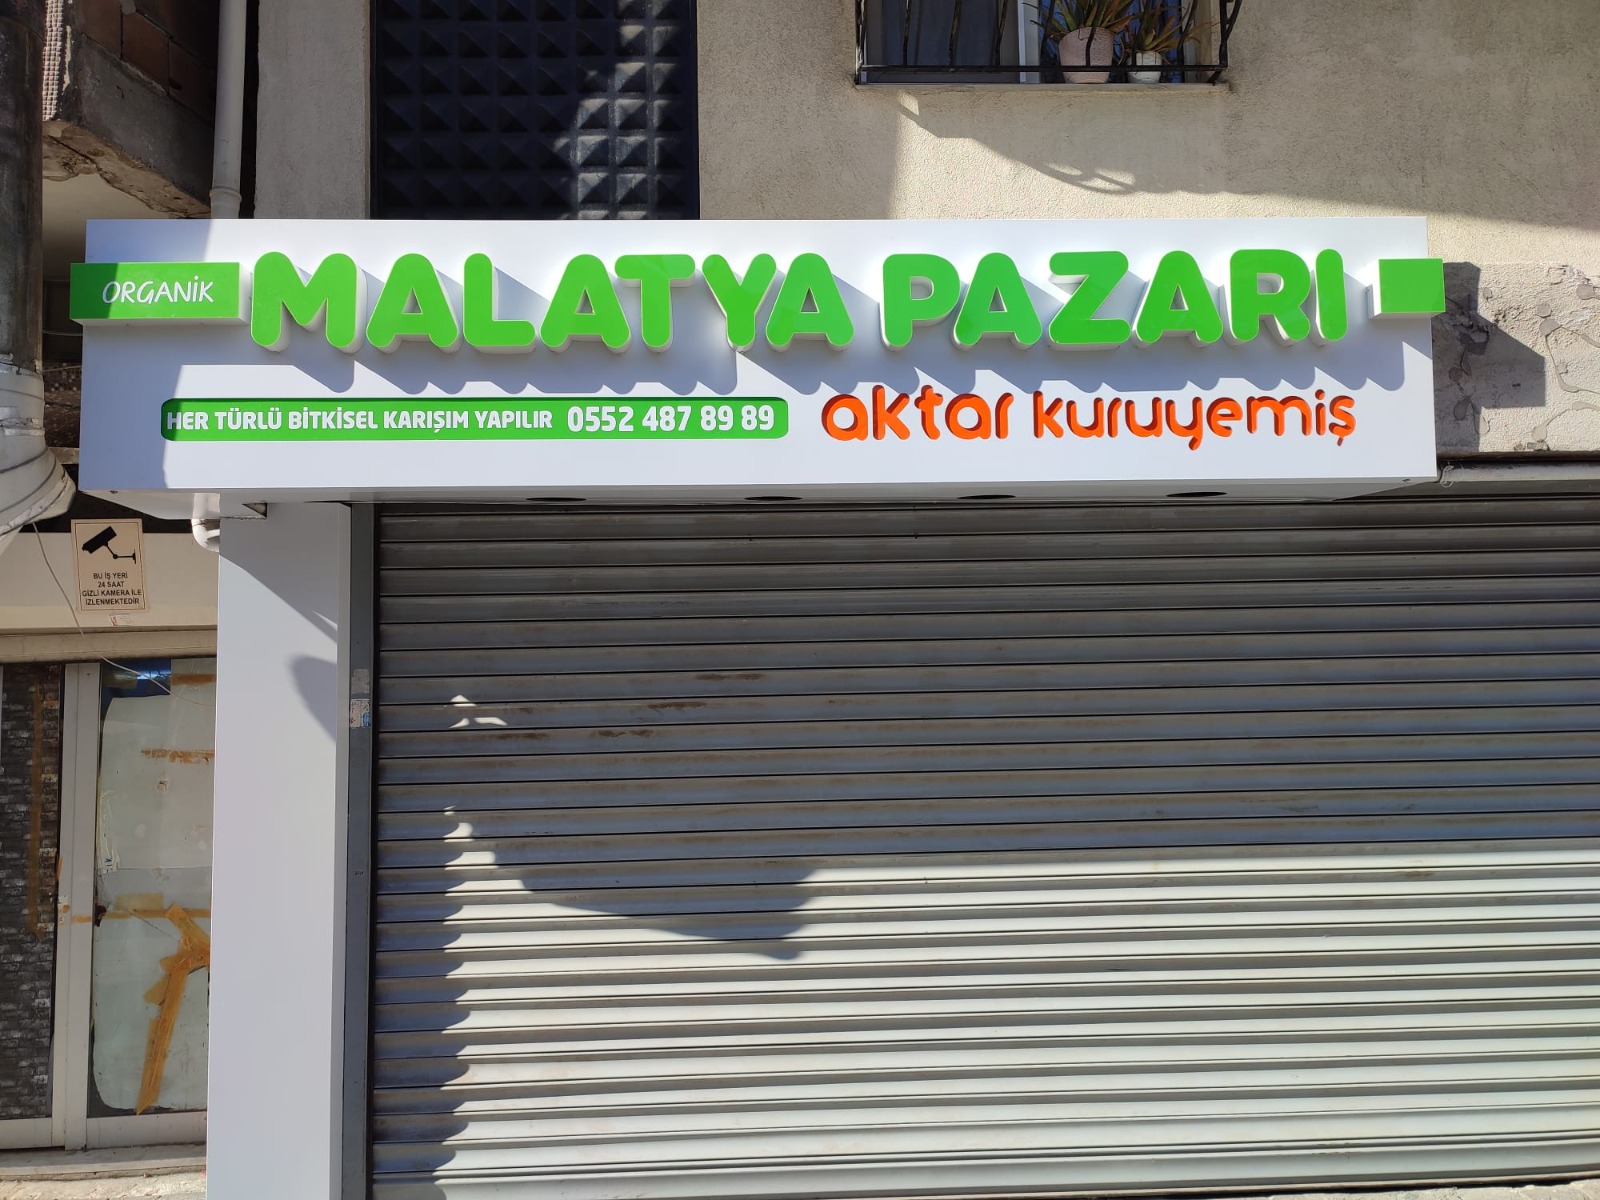 ORGANİK
MALATYA PAZARI
HER TÜRLÜ BİTKİSEL KARIŞIM YAPILIR 0552 487 89 89
aktar kuruyemiş
BU İŞ YERİ
24 SAAT
GİZLİ KAMERA İLE
İZLENMEKTEDİR